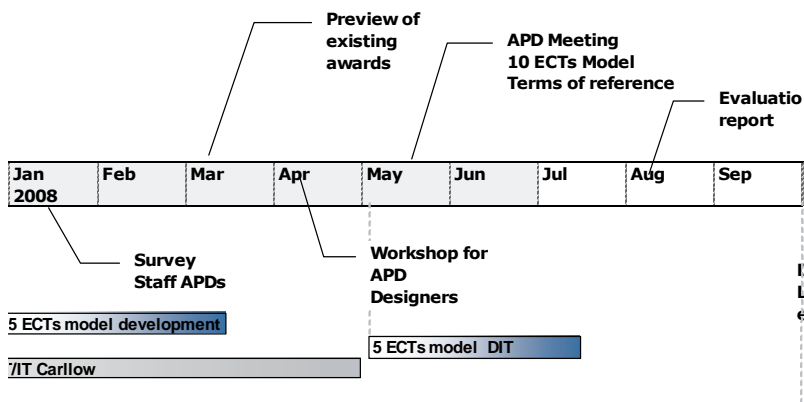 Preview of
existing
awards
APD Meeting
10 ECTs Model
Terms of reference
Evaluatio
report
Jan
2008
Feb
Mar
Apr
May
Jun
Jul
Aug
Sep
Survey
Staff APDs
Workshop for
APD
Designers
5 ECTs model development
5 ECTs model DIT
/IT Carllow